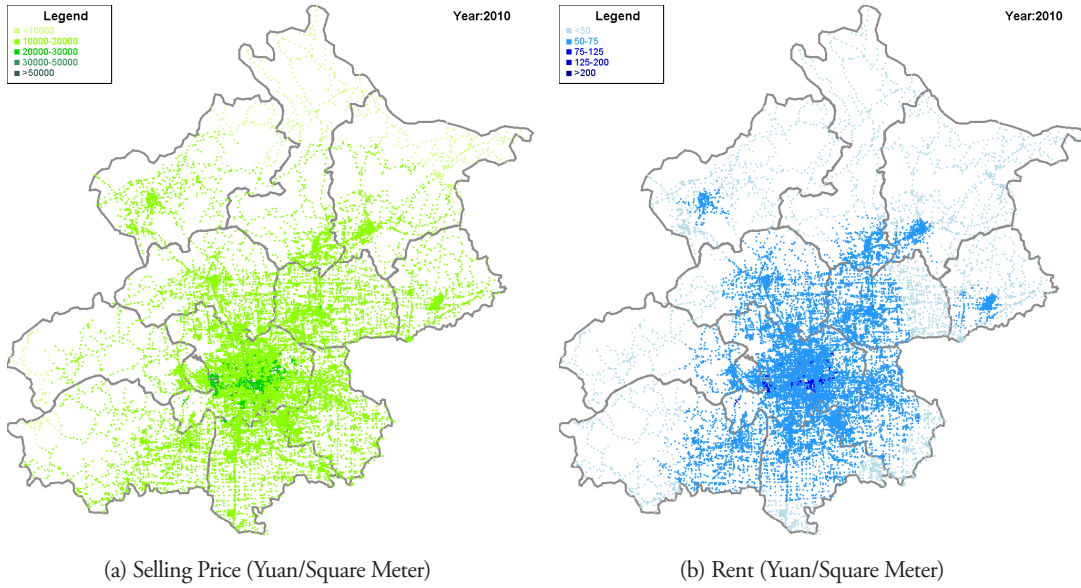 Legend
<10000
10000-20000
20000-30000
30000-50000
>50000
Year:2010
(a) Selling Price (Yuan/Square Meter)
Legend
<50
50-75
75-125
125-200
>200
Year:2010
(b) Rent (Yuan/Square Meter)